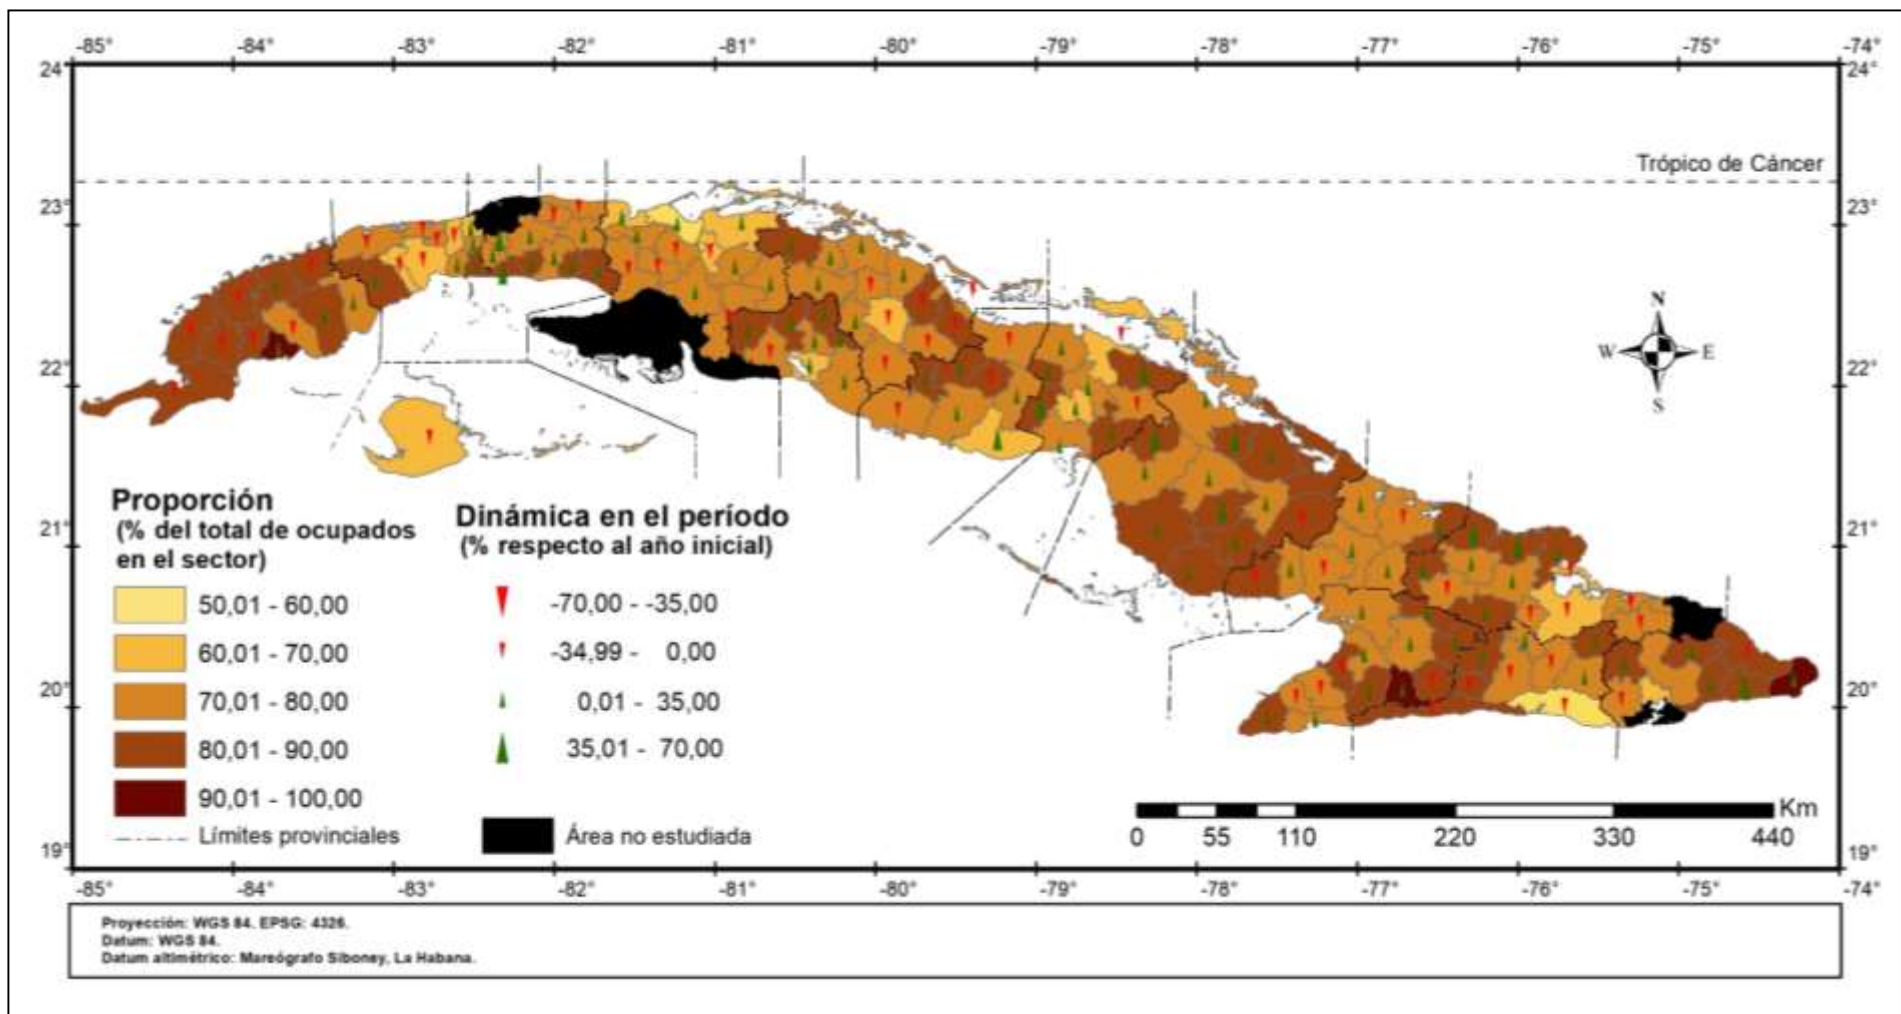 -85° -84° -83° -82° -81° -80° -79° -78° -77° -76° -75° -74°
24° 24°
Trópico de Cáncer
23° 23°
N
W E
S
22° 22°
Proporción
(% del total de ocupados
en el sector)
50,01 - 60,00
60,01 - 70,00
70,01 - 80,00
80,01 - 90,00
90,01 - 100,00
Límites provinciales
Dinámica en el período
(% respecto al año inicial)
-70,00 - -35,00
-34,99 - 0,00
0,01 - 35,00
35,01 - 70,00
Área no estudiada
21° 21°
20° 20°
Km
0 55 110 220 330 440
19° 19°
-85° -84° -83° -82° -81° -80° -79° -78° -77° -76° -75° -74°
Proyección: WGS 84. EPSG: 4326.
Datum: WGS 84.
Datum altimétrico: Mareógrafo Siboney, La Habana.